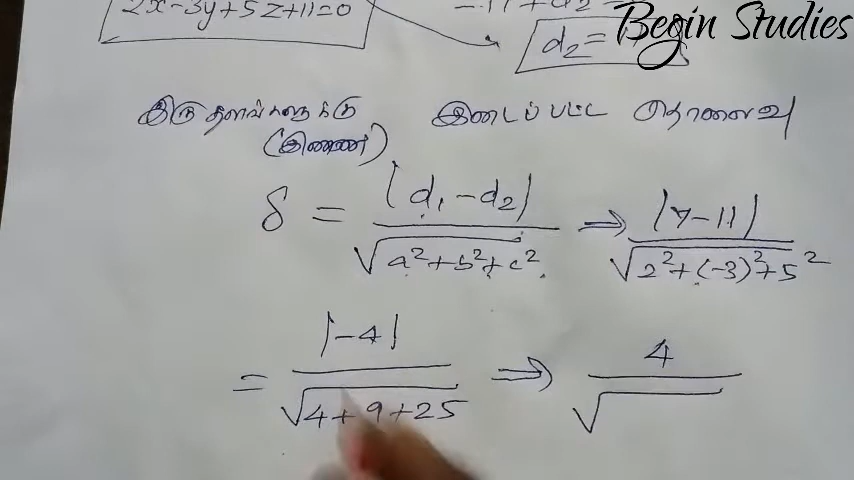 2x-3y+5z+11=0
Begin Studies
d₂ =
இரு தளங்களுக்கு இடைப்பட்ட தொலைவு
(இணை)
δ = |d₁ - d₂| / √(a²+b²+c²) ⇒ |7-11| / √(2²+(-3)²+5²)
= |-4| / √(4+9+25) ⇒ 4 / √